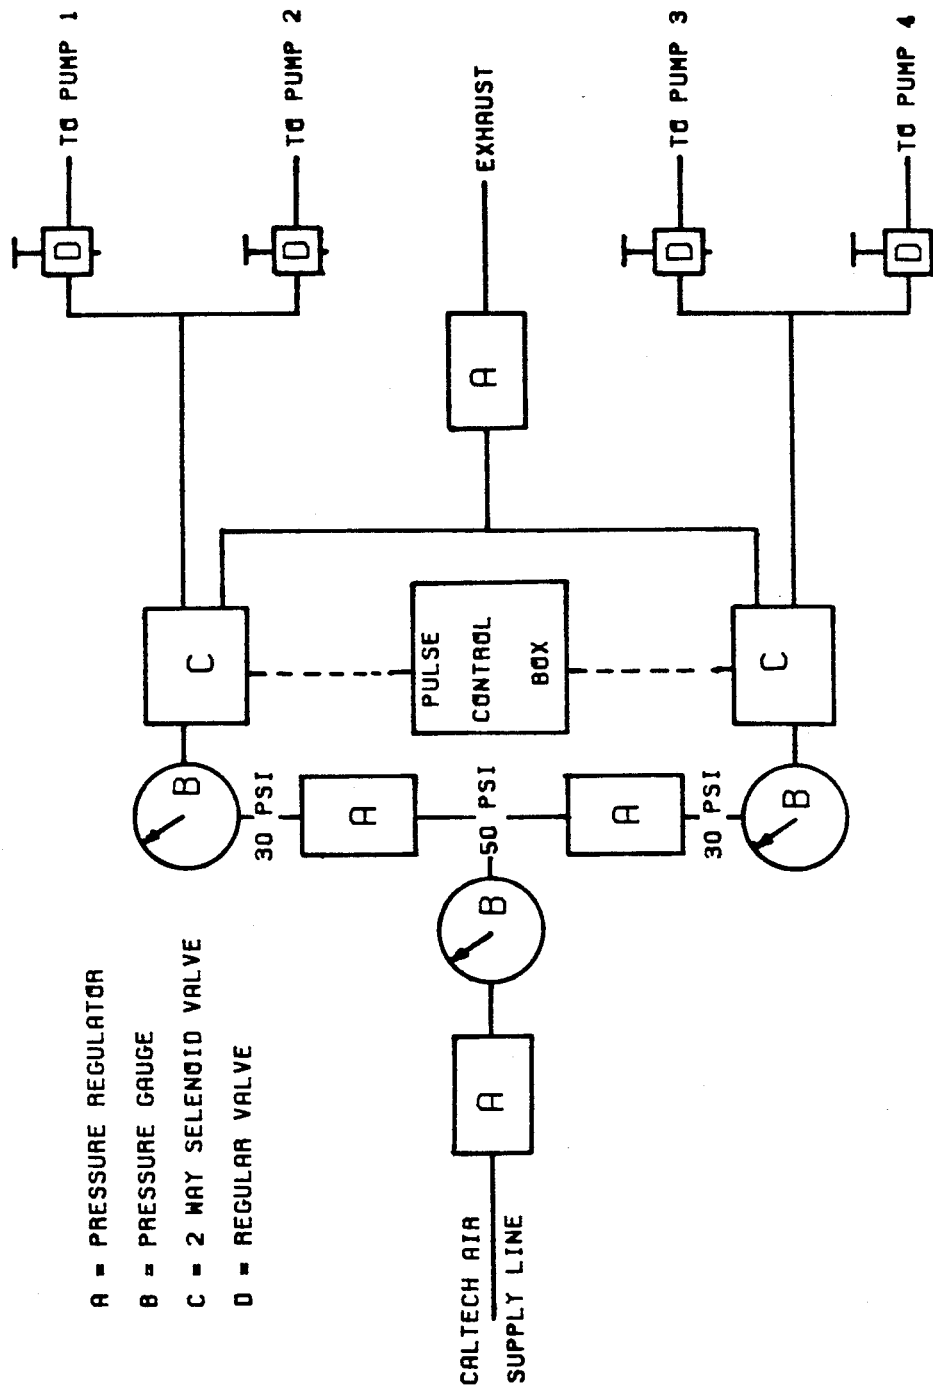 A = PRESSURE REGULATOR
B = PRESSURE GAUGE
C = 2 WAY SELENOID VALVE
D = REGULAR VALVE
CALTECH AIR
SUPPLY LINE
A
B
50 PSI
A
30 PSI
B
C
A
30 PSI
B
C
PULSE
CONTROL
BOX
A
EXHAUST
D
TO PUMP 1
D
TO PUMP 2
D
TO PUMP 3
D
TO PUMP 4